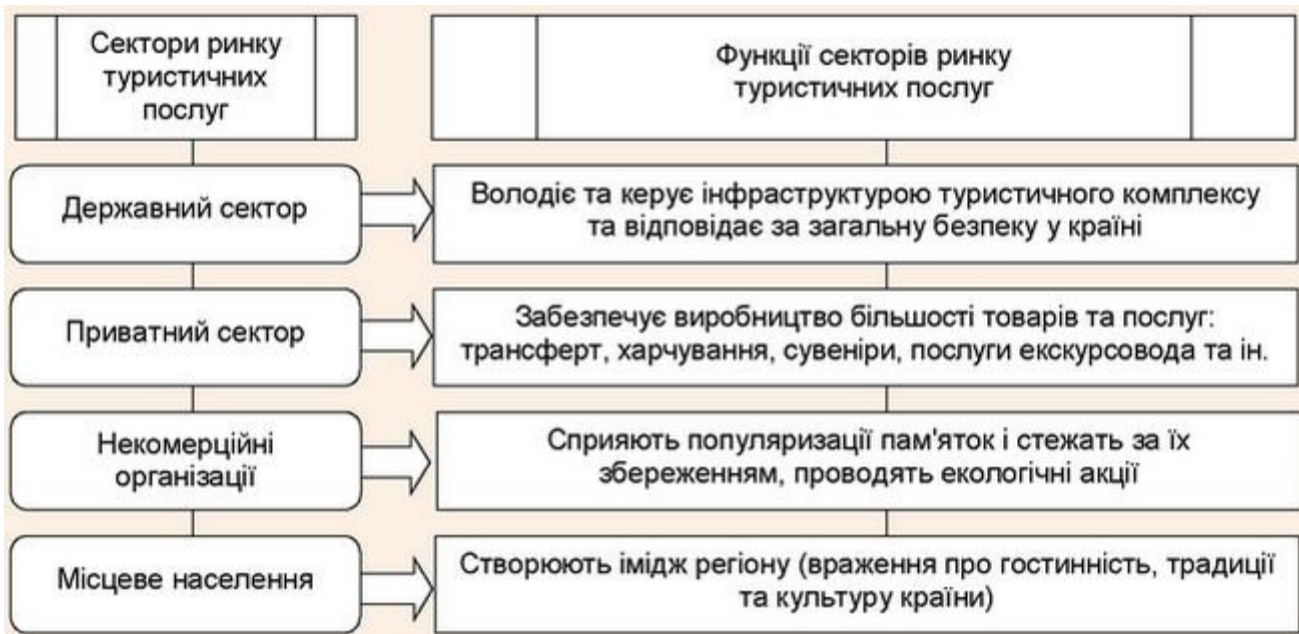 Сектори ринку
туристичних
послуг
Функції секторів ринку
туристичних послуг
Державний сектор
Володіє та керує інфраструктурою туристичного комплексу
та відповідає за загальну безпеку у країні
Приватний сектор
Забезпечує виробництво більшості товарів та послуг:
трансферт, харчування, сувеніри, послуги екскурсовода та ін.
Некомерційні
організації
Сприяють популяризації пам'яток і стежать за їх
збереженням, проводять екологічні акції
Місцеве населення
Створюють імідж регіону (враження про гостинність, традиції
та культуру країни)